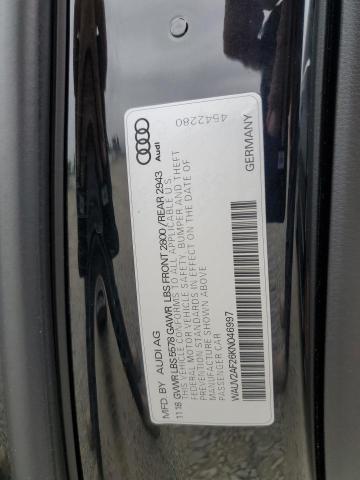 MFD BY AUDI AG
11.18 GVWR LBS 5578 GAWR LBS FRONT 2800 / REAR 2943
THIS VEHICLE CONFORMS TO ALL APPLICABLE U.S.
FEDERAL MOTOR VEHICLE SAFETY, BUMPER AND THEFT
PREVENTION STANDARDS IN EFFECT ON THE DATE OF
MANUFACTURE SHOWN ABOVE.
PASSENGER CAR
WAUV2AF26KN046997
GERMANY
Audi
4542280